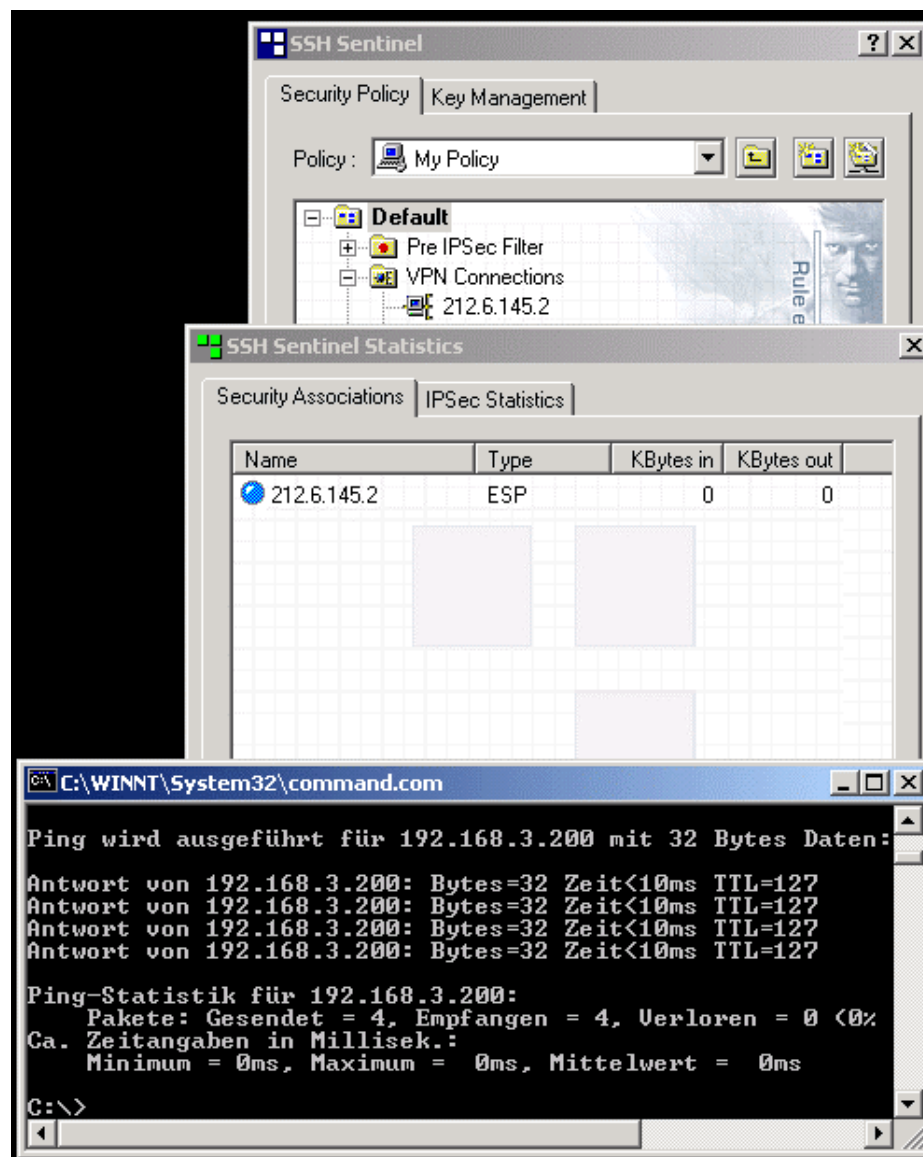 SSH Sentinel
Security Policy Key Management
Policy : My Policy
Default
Pre IPSec Filter
VPN Connections
212.6.145.2
Rule e
SSH Sentinel Statistics
Security Associations IPSec Statistics
Name Type KBytes in KBytes out
212.6.145.2 ESP 0 0
C:\WINNT\System32\command.com
Ping wird ausgeführt für 192.168.3.200 mit 32 Bytes Daten:
Antwort von 192.168.3.200: Bytes=32 Zeit<10ms TTL=127
Antwort von 192.168.3.200: Bytes=32 Zeit<10ms TTL=127
Antwort von 192.168.3.200: Bytes=32 Zeit<10ms TTL=127
Antwort von 192.168.3.200: Bytes=32 Zeit<10ms TTL=127
Ping-Statistik für 192.168.3.200:
Pakete: Gesendet = 4, Empfangen = 4, Verloren = 0 (0%
Ca. Zeitangaben in Millisek.:
Minimum = 0ms, Maximum = 0ms, Mittelwert = 0ms
C:\>